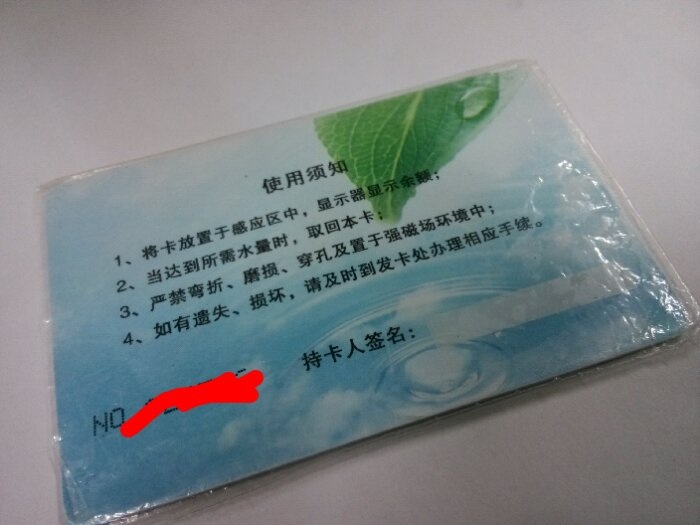 使用须知
1、将卡放置于感应区中，显示器显示余额；
2、当达到所需水量时，取回本卡；
3、严禁弯折、磨损、穿孔及置于强磁场环境中；
4、如有遗失、损坏，请及时到发卡处办理相应手续。
持卡人签名：
NO